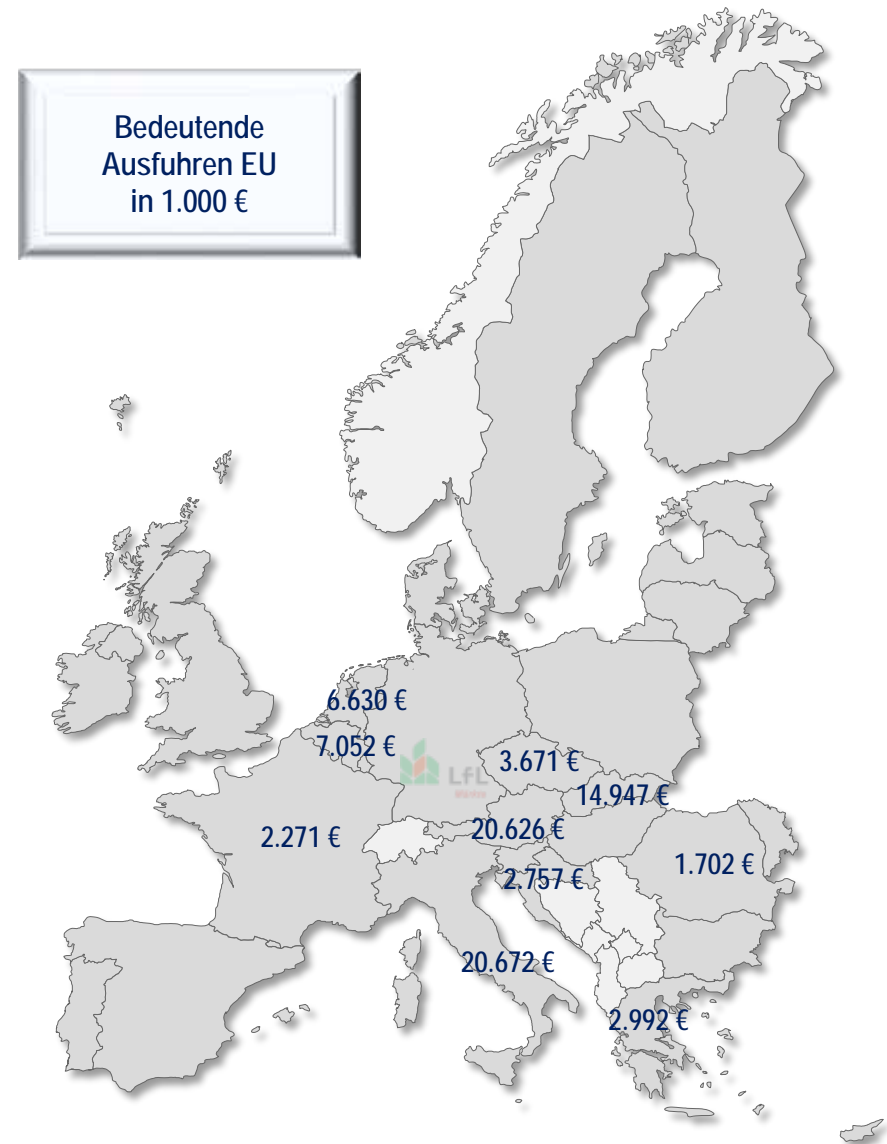 Bedeutende
Ausfuhren EU
in 1.000 €
6.630 €
7.052 €
3.671 €
LfL
14.947 €
2.271 €
20.626 €
1.702 €
2.757 €
20.672 €
2.992 €